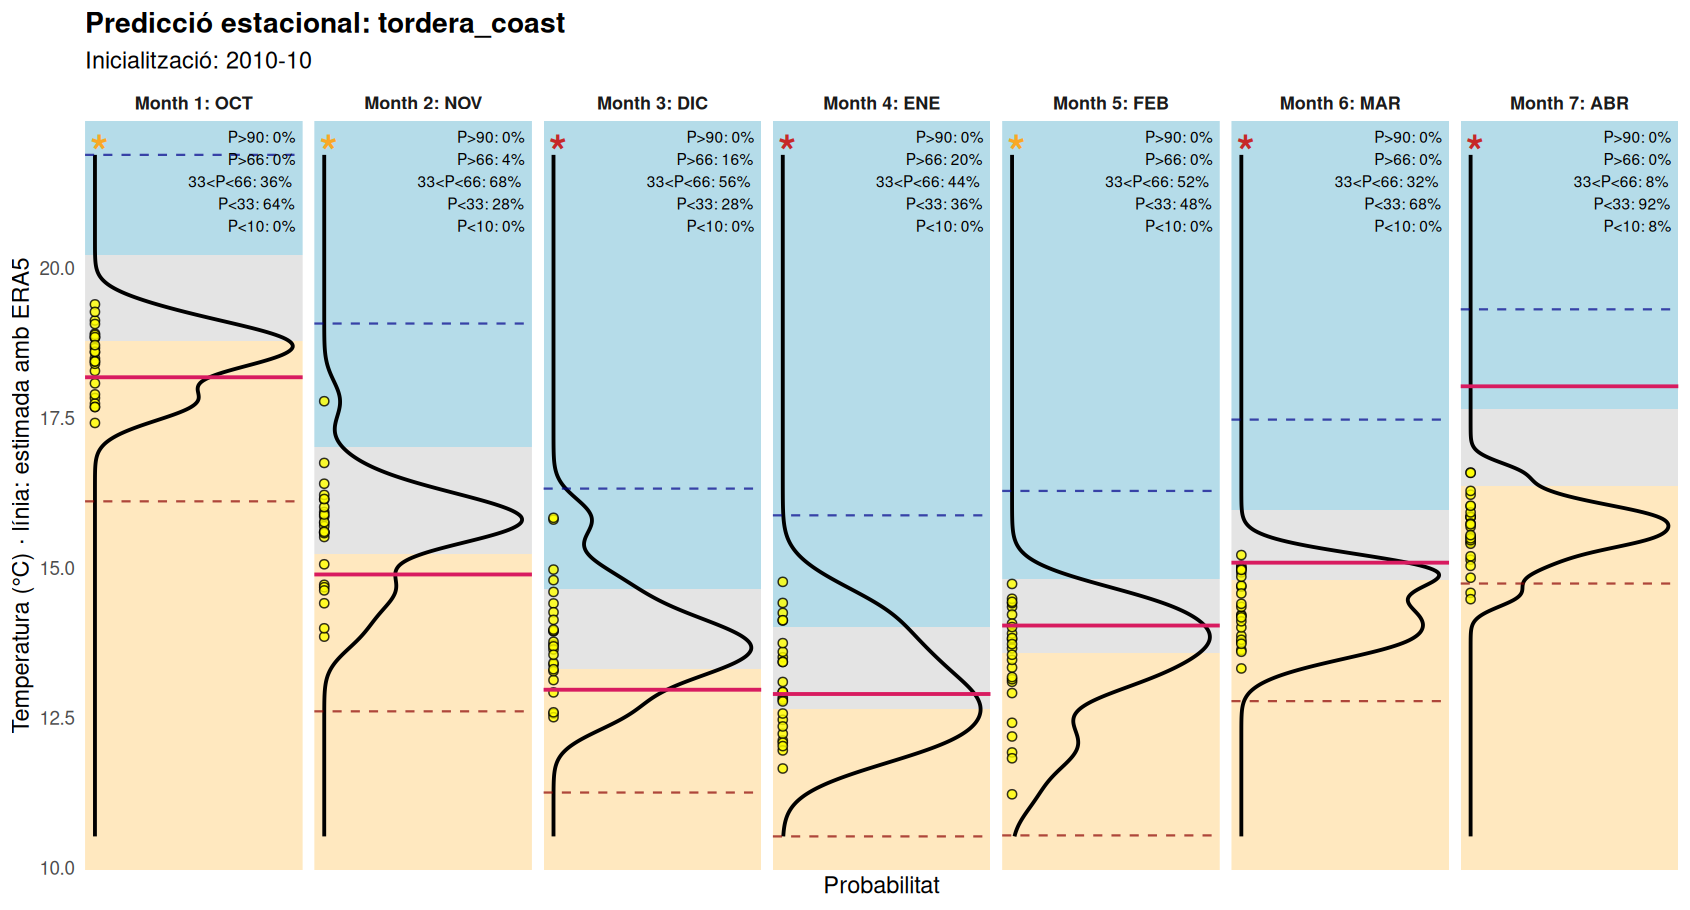 Predicció estacional: tordera_coast
Inicialització: 2010-10
Month 1: OCT
Month 2: NOV
Month 3: DIC
Month 4: ENE
Month 5: FEB
Month 6: MAR
Month 7: ABR
*
P>90: 0%
P>66: 0%
33<P<66: 36%
P<33: 64%
P<10: 0%
*
P>90: 0%
P>66: 4%
33<P<66: 68%
P<33: 28%
P<10: 0%
*
P>90: 0%
P>66: 16%
33<P<66: 56%
P<33: 28%
P<10: 0%
*
P>90: 0%
P>66: 20%
33<P<66: 44%
P<33: 36%
P<10: 0%
*
P>90: 0%
P>66: 0%
33<P<66: 52%
P<33: 48%
P<10: 0%
*
P>90: 0%
P>66: 0%
33<P<66: 32%
P<33: 68%
P<10: 0%
*
P>90: 0%
P>66: 0%
33<P<66: 8%
P<33: 92%
P<10: 8%
Temperatura (°C) · línia: estimada amb ERA5
20.0
17.5
15.0
12.5
10.0
Probabilitat